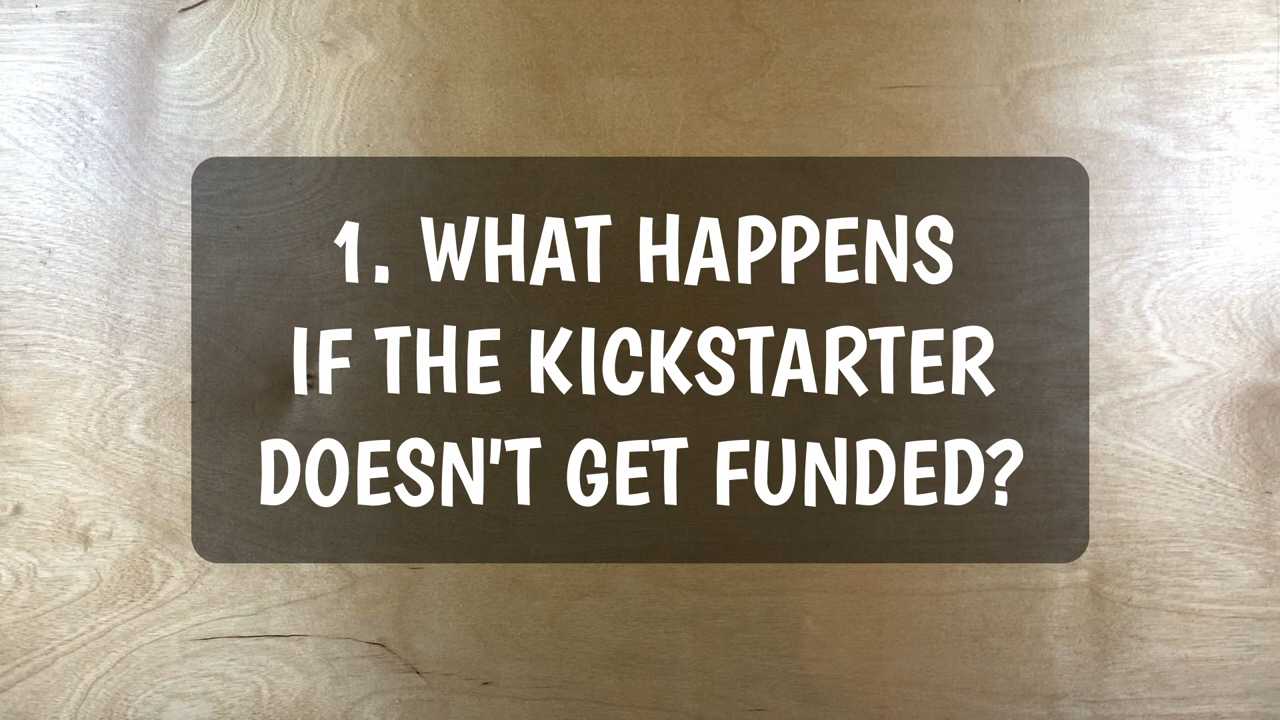 1. WHAT HAPPENS
IF THE KICKSTARTER
DOESN'T GET FUNDED?